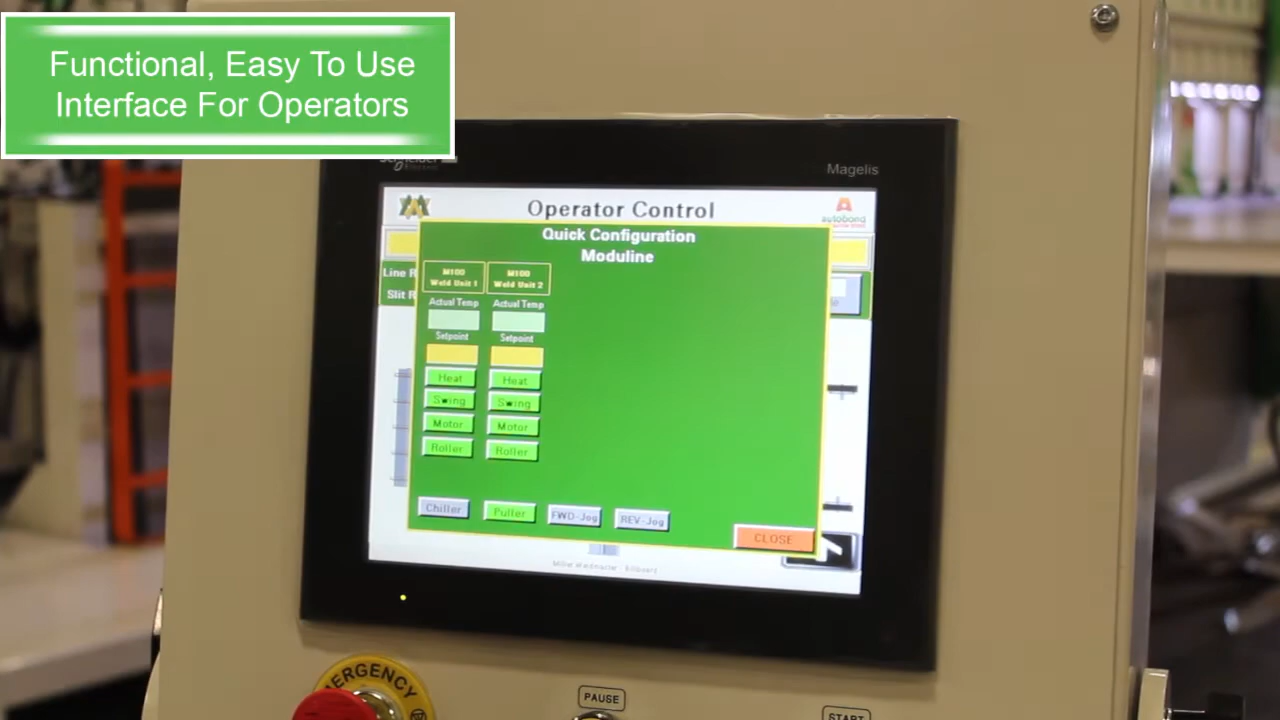 Functional, Easy To Use
Interface For Operators
Schneider
Electric
Magelis
Operator Control
autobond
Quick Configuration
Moduline
M100
Weld Unit 1
M100
Weld Unit 2
Line
Slit
Actual Temp
Actual Temp
Setpoint
Setpoint
Heat
Heat
Swing
Swing
Motor
Motor
Roller
Roller
Chiller
Puller
FWD-Jog
REV-Jog
CLOSE
EMERGENCY
PAUSE
START